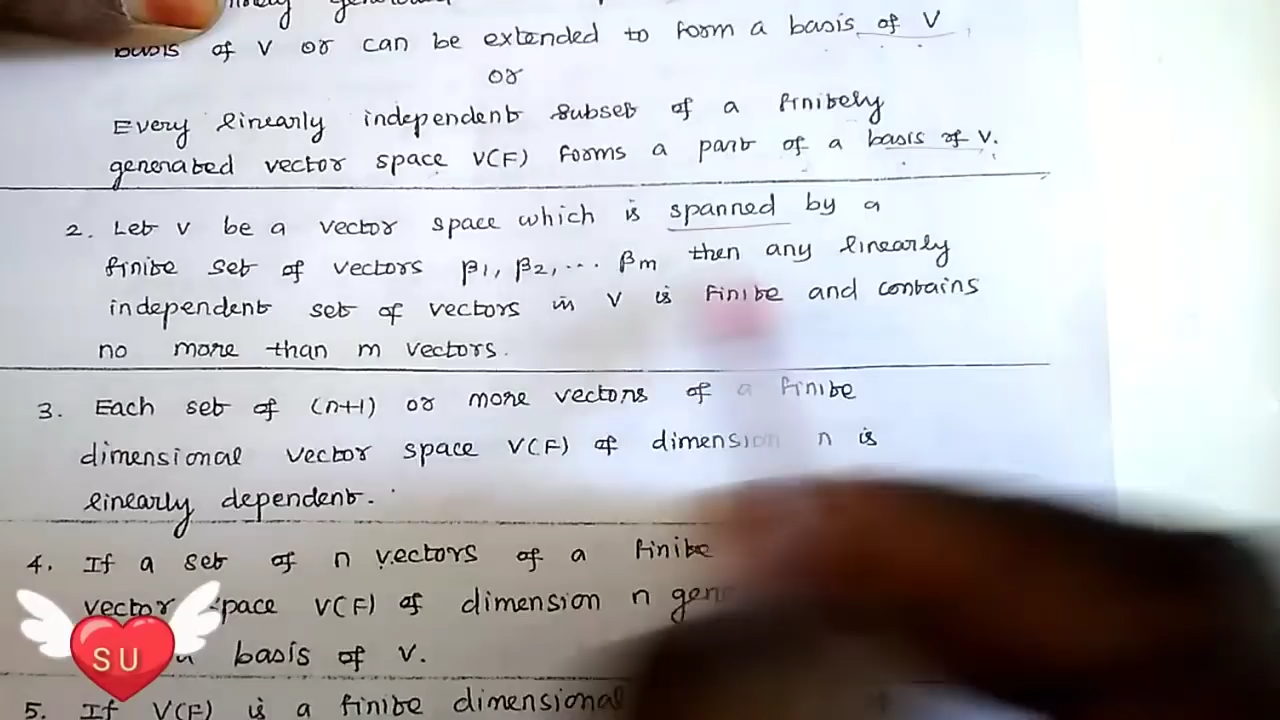 basis of V or can be extended to form a basis of V
or
Every linearly independent subset of a finitely
generated vector space V(F) forms a part of a basis of V.
2. Let V be a vector space which is spanned by a
finite set of vectors β1, β2, ... βm then any linearly
independent set of vectors in V is finite and contains
no more than m vectors.
3. Each set of (n+1) or more vectors of a finite
dimensional vector space V(F) of dimension n is
linearly dependent.
4. If a set of n vectors of a finite
vector space V(F) of dimension n
basis of V.
5. If V(F) is a finite dimensional
SU